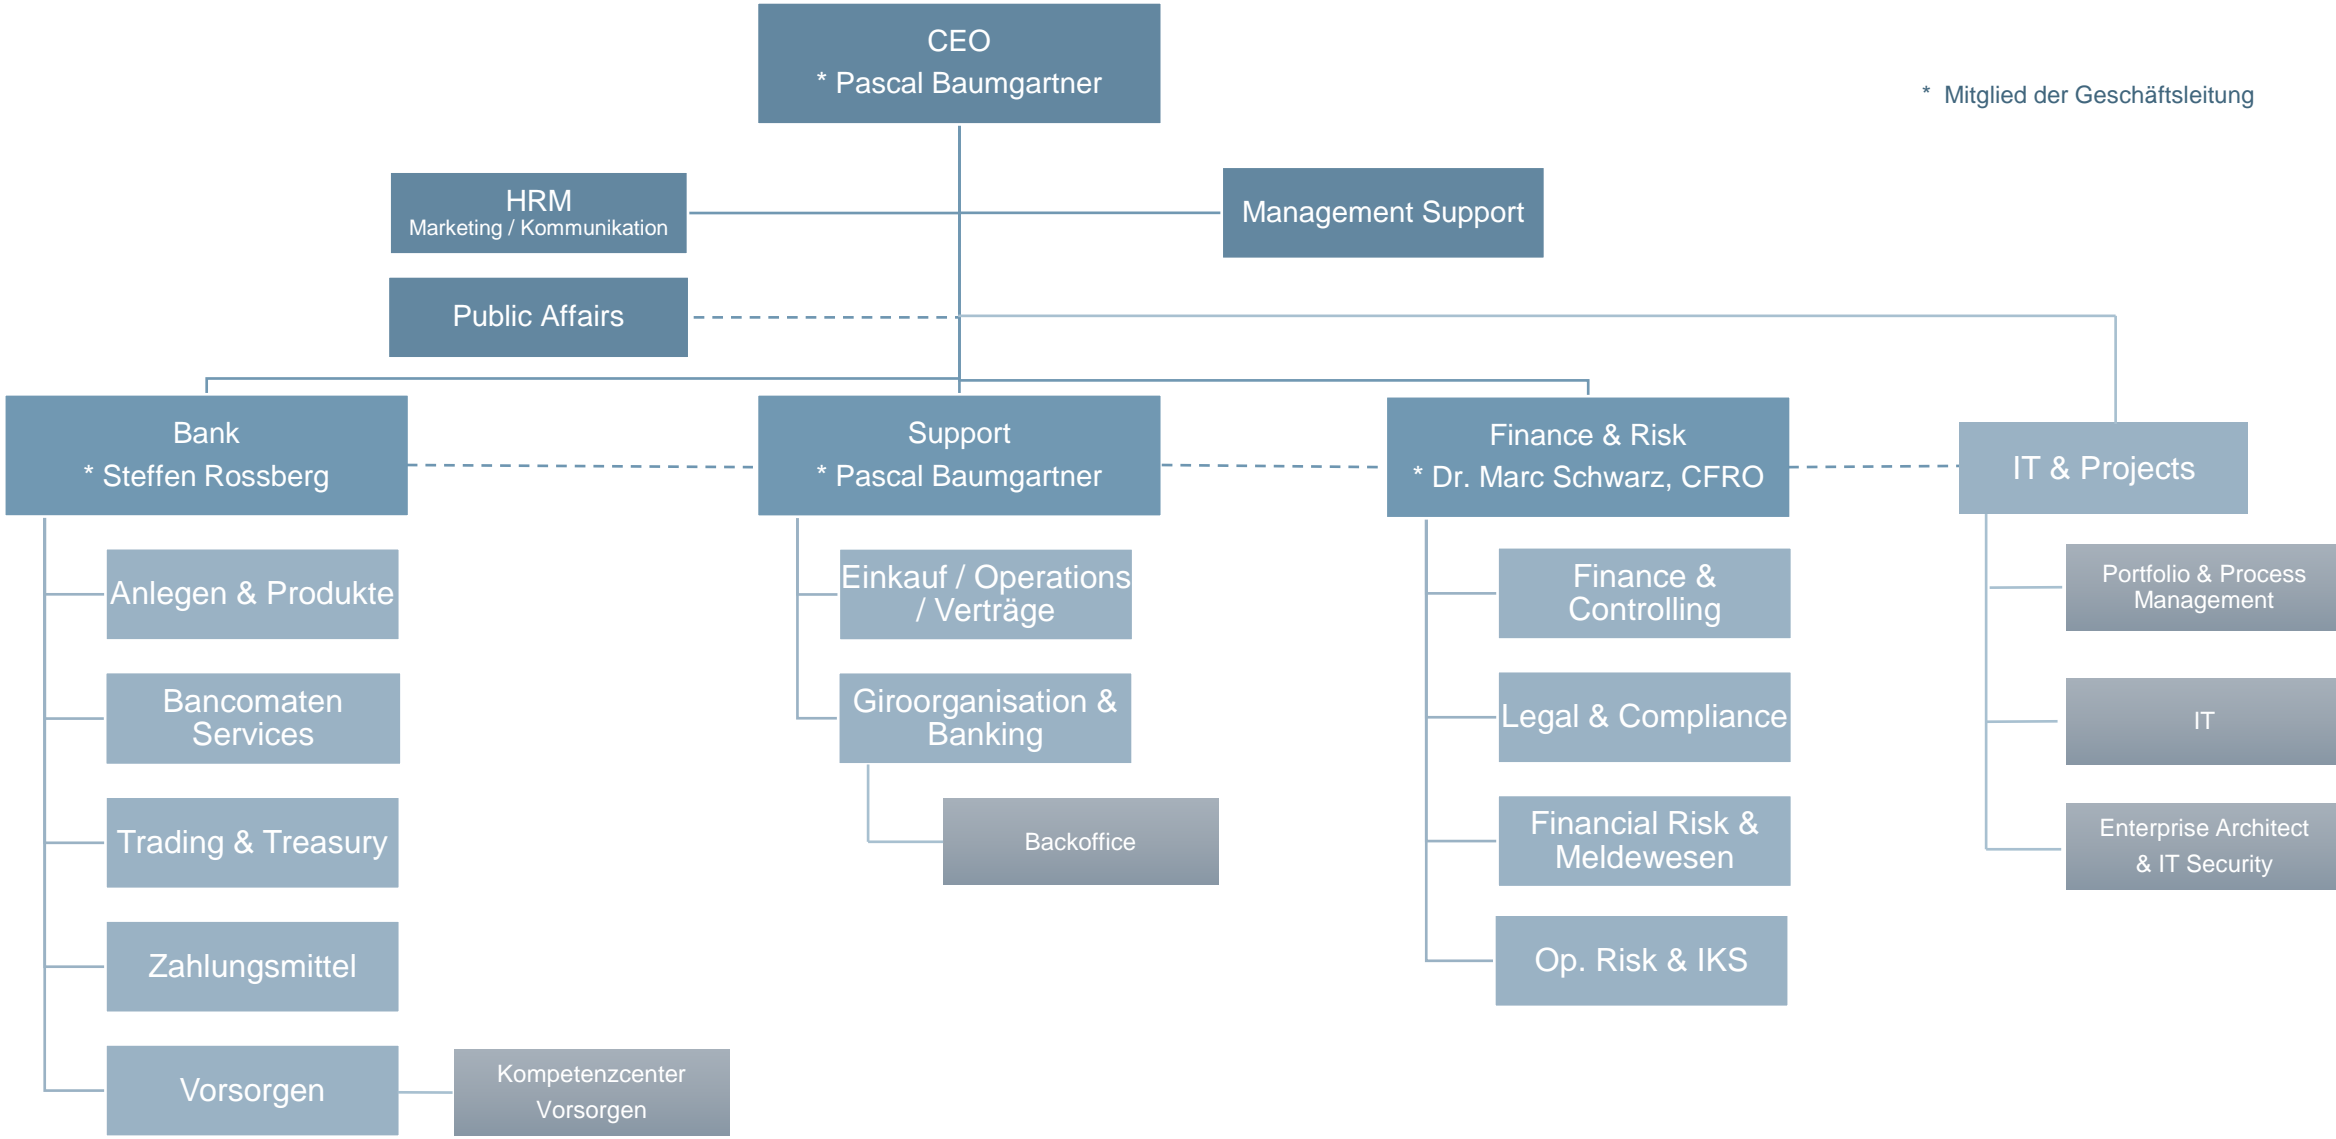 CEO
* Pascal Baumgartner
* Mitglied der Geschäftsleitung
HRM
Marketing / Kommunikation
Management Support
Public Affairs
Bank
* Steffen Rossberg
Support
* Pascal Baumgartner
Finance & Risk
* Dr. Marc Schwarz, CFRO
IT & Projects
Anlegen & Produkte
Bancomaten
Services
Trading & Treasury
Zahlungsmittel
Vorsorgen
Kompetenzcenter
Vorsorgen
Einkauf / Operations
/ Verträge
Giroorganisation &
Banking
Backoffice
Finance &
Controlling
Legal & Compliance
Financial Risk &
Meldewesen
Op. Risk & IKS
Portfolio & Process
Management
IT
Enterprise Architect
& IT Security